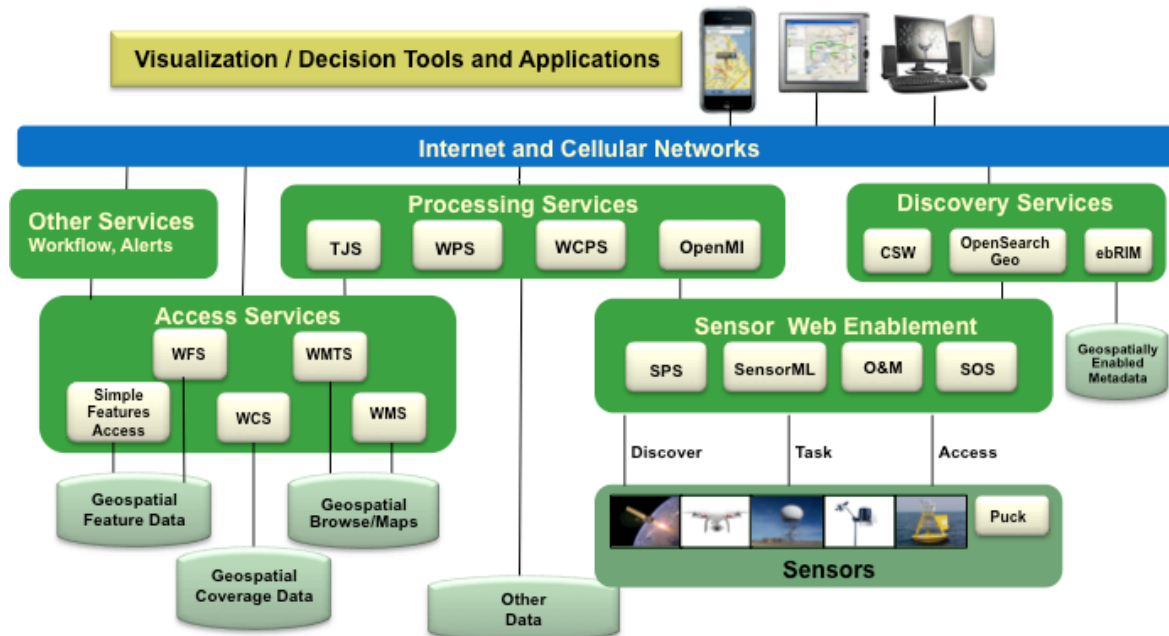 Visualization / Decision Tools and Applications
Internet and Cellular Networks
Other Services
Workflow, Alerts
Processing Services
TJS
WPS
WCPS
OpenMI
Discovery Services
CSW
OpenSearch
Geo
ebRIM
Access Services
WFS
WMTS
Simple
Features
Access
WCS
WMS
Sensor Web Enablement
SPS
SensorML
O&M
SOS
Geospatially
Enabled
Metadata
Discover
Task
Access
Geospatial
Feature Data
Geospatial
Browse/Maps
Puck
Sensors
Geospatial
Coverage Data
Other
Data